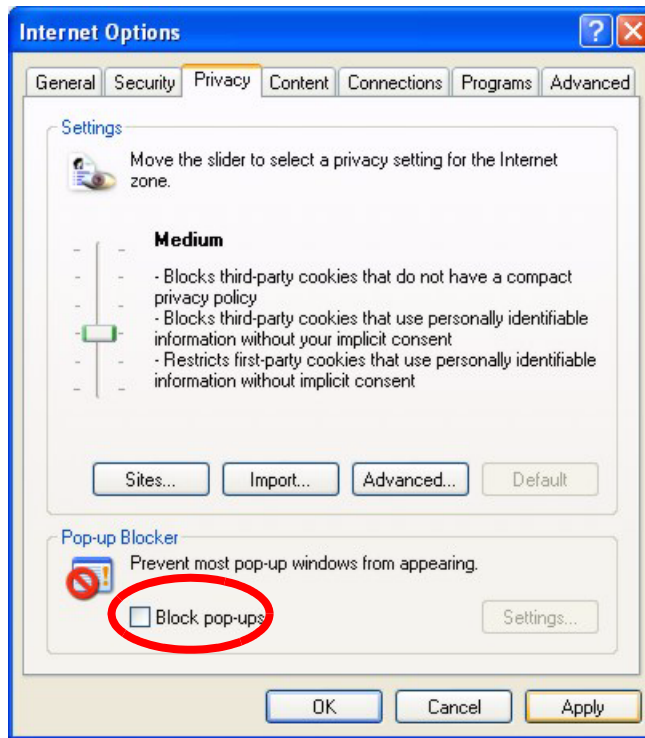 Internet Options
General Security Privacy Content Connections Programs Advanced
Settings
Move the slider to select a privacy setting for the Internet
zone.
Medium
- Blocks third-party cookies that do not have a compact
privacy policy
- Blocks third-party cookies that use personally identifiable
information without your implicit consent
- Restricts first-party cookies that use personally identifiable
information without implicit consent
Sites... Import... Advanced... Default
Pop-up Blocker
Prevent most pop-up windows from appearing.
Block pop-ups Settings...
OK Cancel Apply